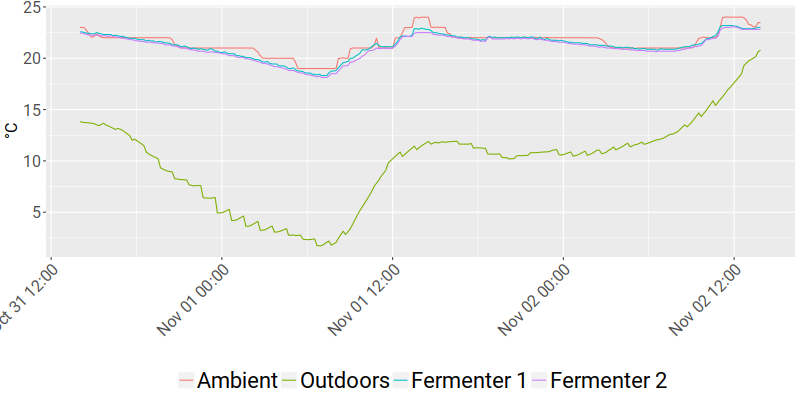 25
20
15
10
5
°C
ct 31 12:00
Nov 01 00:00
Nov 01 12:00
Nov 02 00:00
Nov 02 12:00
Ambient Outdoors Fermenter 1 Fermenter 2